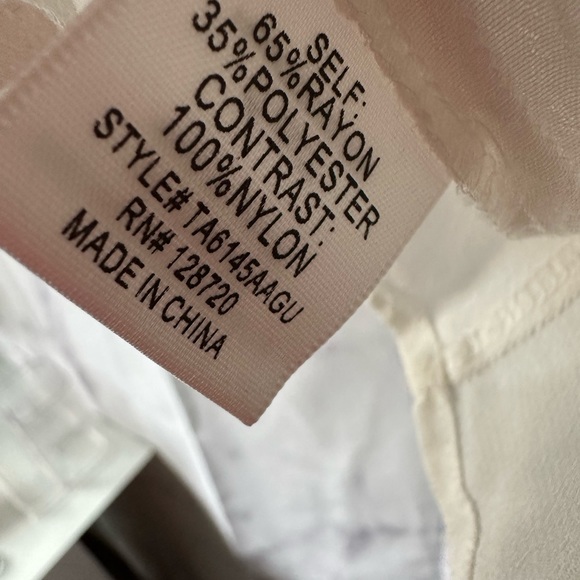 SELF:
65%RAYON
35%POLYESTER
CONTRAST:
100%NYLON
STYLE# TA6145AAGU
RN# 128720
MADE IN CHINA